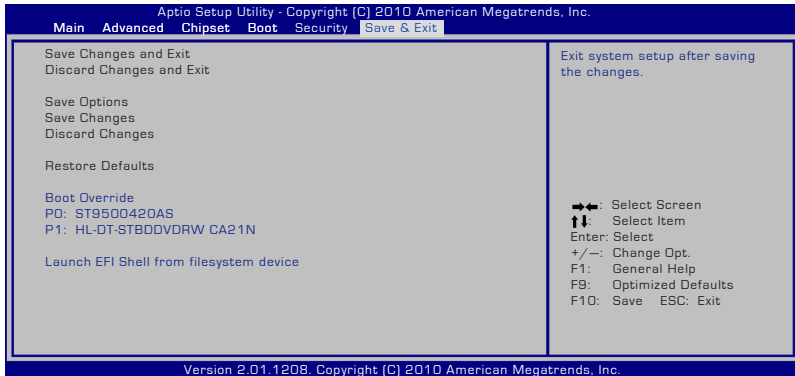 Aptio Setup Utility - Copyright (C) 2010 American Megatrends, Inc.
Main Advanced Chipset Boot Security Save & Exit
Save Changes and Exit
Discard Changes and Exit
Save Options
Save Changes
Discard Changes
Restore Defaults
Boot Override
P0: ST9500420AS
P1: HL-DT-STBDDVDRW CA21N
Launch EFI Shell from filesystem device
Exit system setup after saving
the changes.
→←: Select Screen
↑↓: Select Item
Enter: Select
+/−: Change Opt.
F1: General Help
F9: Optimized Defaults
F10: Save ESC: Exit
Version 2.01.1208. Copyright (C) 2010 American Megatrends, Inc.